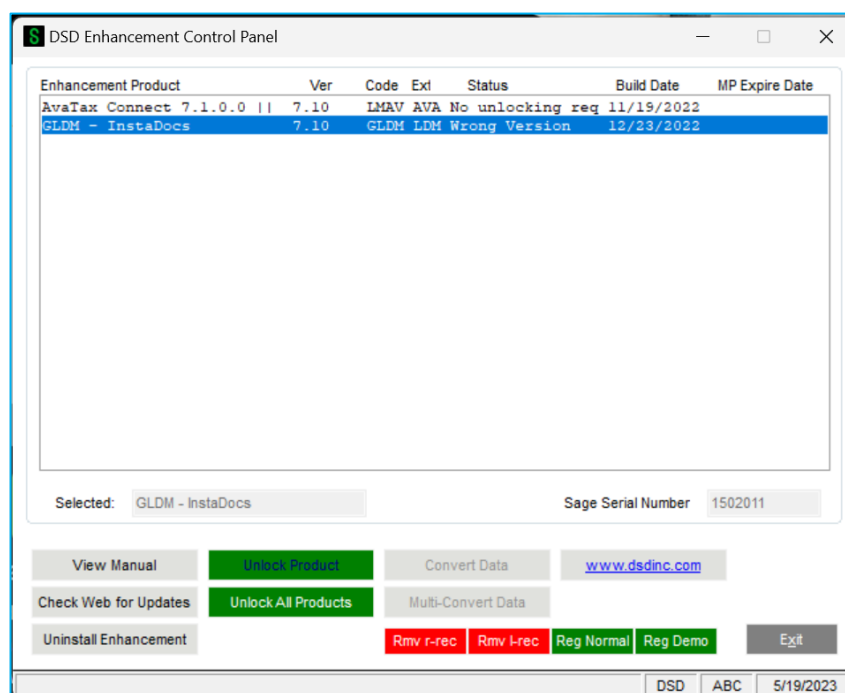 DSD Enhancement Control Panel
Enhancement Product Ver Code Ext Status Build Date MP Expire Date
AvaTax Connect 7.1.0.0 || 7.10 LMAV AVA No unlocking req 11/19/2022
GLDM - InstaDocs 7.10 GLDM LDM Wrong Version 12/23/2022
Selected: GLDM - InstaDocs Sage Serial Number 1502011
View Manual Unlock Product Convert Data www.dsdinc.com
Check Web for Updates Unlock All Products Multi-Convert Data
Uninstall Enhancement Rmv r-rec Rmv l-rec Reg Normal Reg Demo Exit
DSD ABC 5/19/2023